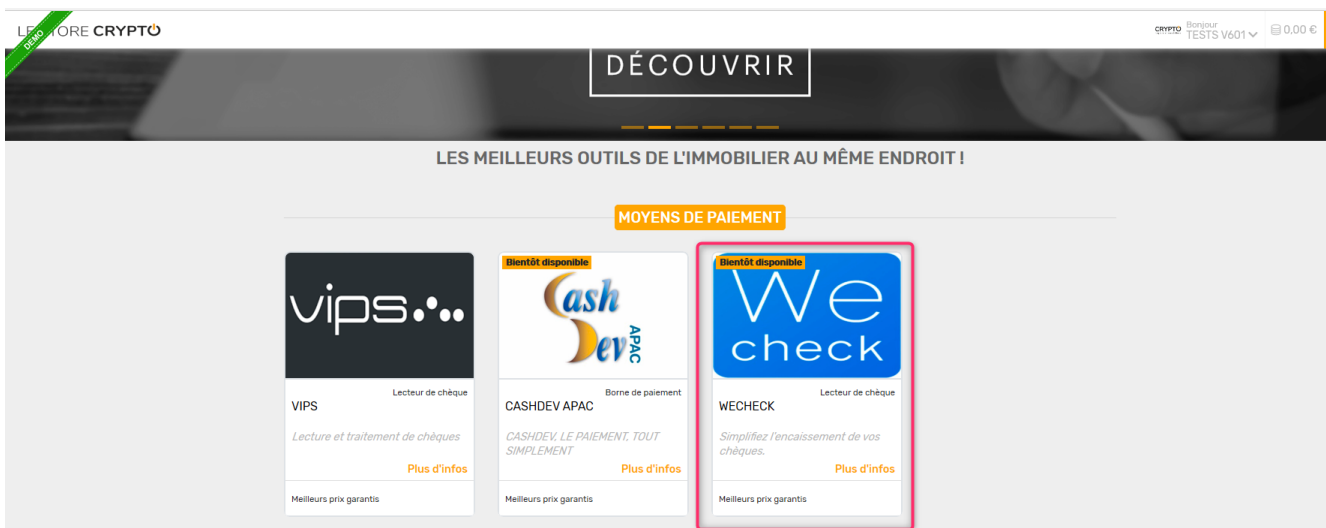 DEMO
LE STORE CRYPTO
CRYPTO
Bonjour
TESTS V601
0,00 €
DÉCOUVRIR
LES MEILLEURS OUTILS DE L'IMMOBILIER AU MÊME ENDROIT !
MOYENS DE PAIEMENT
vips
Lecteur de chèque
VIPS
Lecture et traitement de chèques
Plus d'infos
Meilleurs prix garantis
Bientôt disponible
Cash
Dev
APAC
Borne de paiement
CASHDEV APAC
CASHDEV, LE PAIEMENT, TOUT
SIMPLEMENT
Plus d'infos
Meilleurs prix garantis
Bientôt disponible
We
check
Lecteur de chèque
WECHECK
Simplifiez l'encaissement de vos
chèques.
Plus d'infos
Meilleurs prix garantis